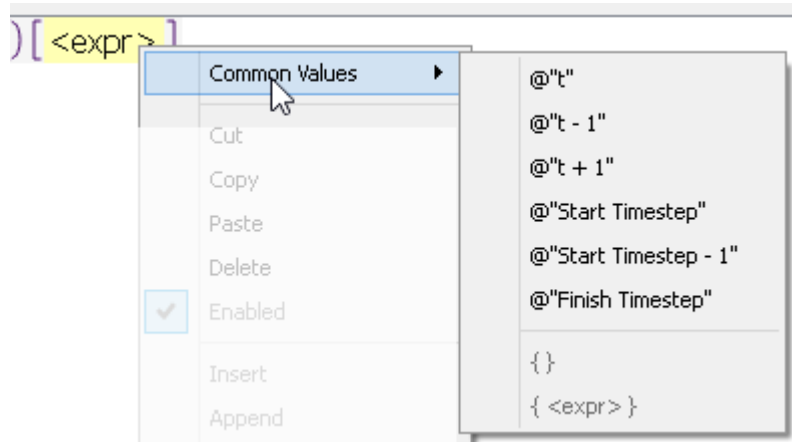 )[ <expr> ]
Common Values
Cut
Copy
Paste
Delete
Enabled
Insert
Append
@"t"
@"t - 1"
@"t + 1"
@"Start Timestep"
@"Start Timestep - 1"
@"Finish Timestep"
{ }
{ <expr> }